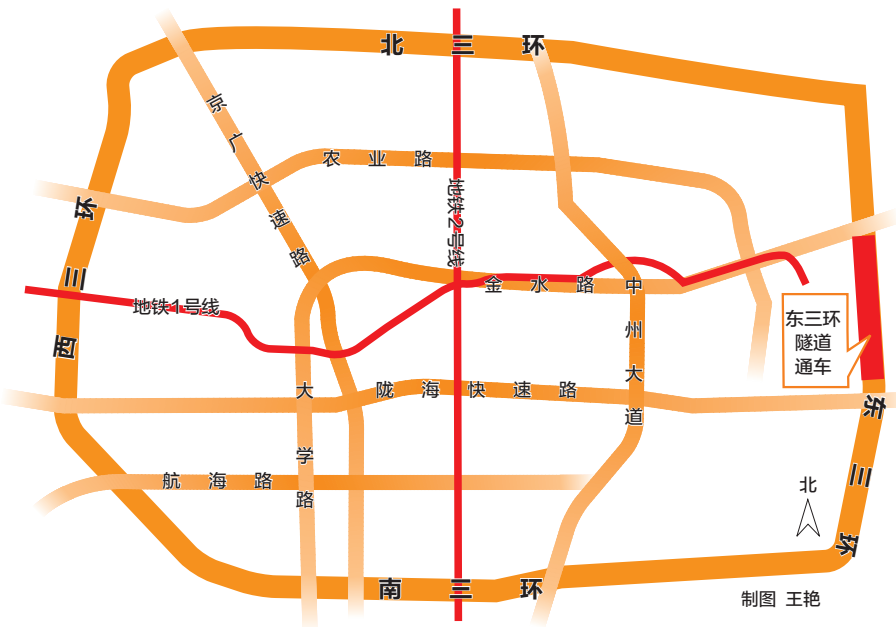 北三环
京广快速路
农业路
地铁2号线
西三环
地铁1号线
金水路
中州大道
东三环
隧道
通车
大学路
陇海快速路
东三环
航海路
北
南三环
制图 王艳